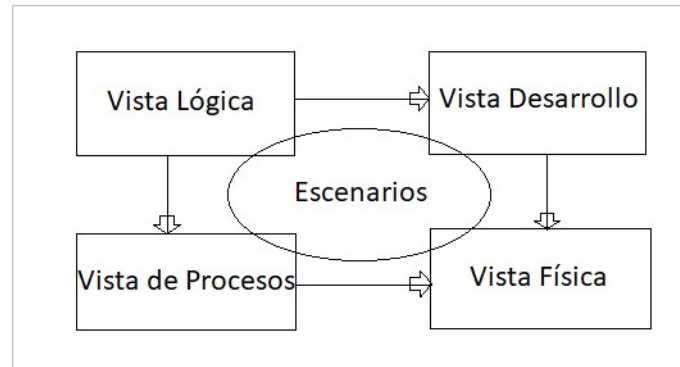 Vista Lógica
Vista Desarrollo
Escenarios
Vista de Procesos
Vista Física